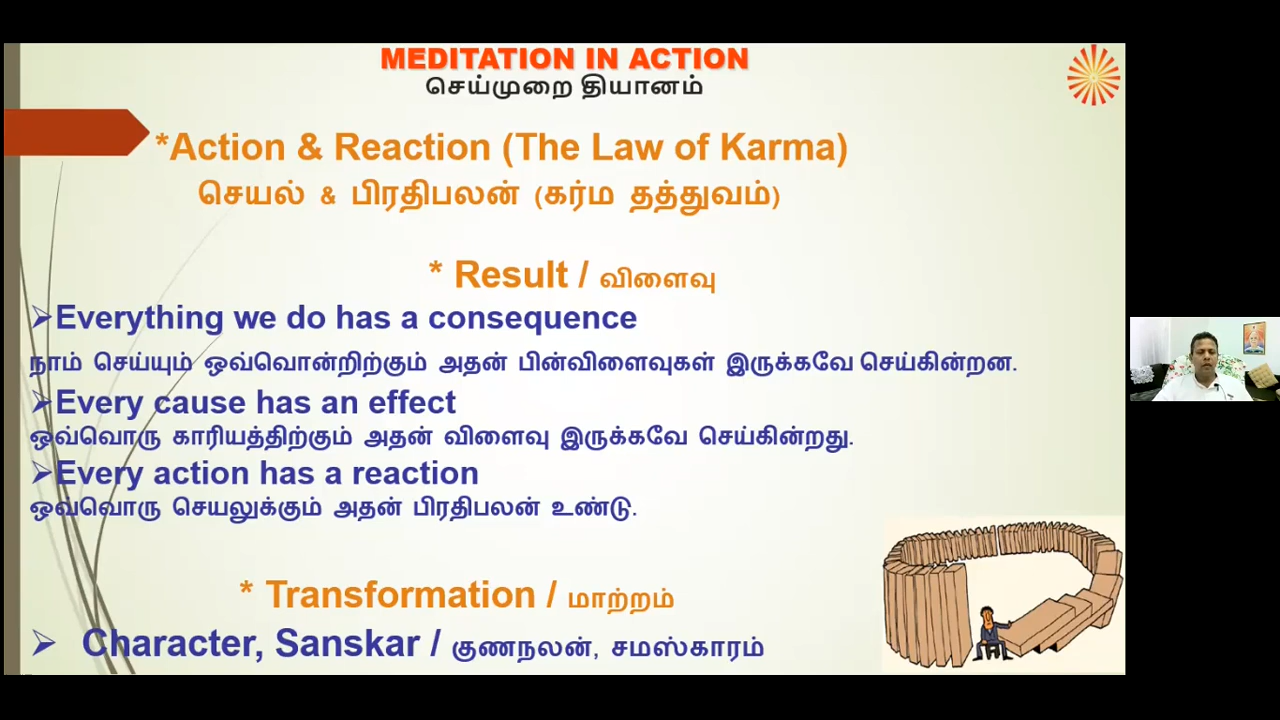 MEDITATION IN ACTION
செய்முறை தியானம்
*Action & Reaction (The Law of Karma)
செயல் & பிரதிபலன் (கர்ம தத்துவம்)
* Result / விளைவு
➢Everything we do has a consequence
நாம் செய்யும் ஒவ்வொன்றிற்கும் அதன் பின்விளைவுகள் இருக்கவே செய்கின்றன.
➢Every cause has an effect
ஒவ்வொரு காரியத்திற்கும் அதன் விளைவு இருக்கவே செய்கின்றது.
➢Every action has a reaction
ஒவ்வொரு செயலுக்கும் அதன் பிரதிபலன் உண்டு.
* Transformation / மாற்றம்
➢ Character, Sanskar / குணநலன், சமஸ்காரம்